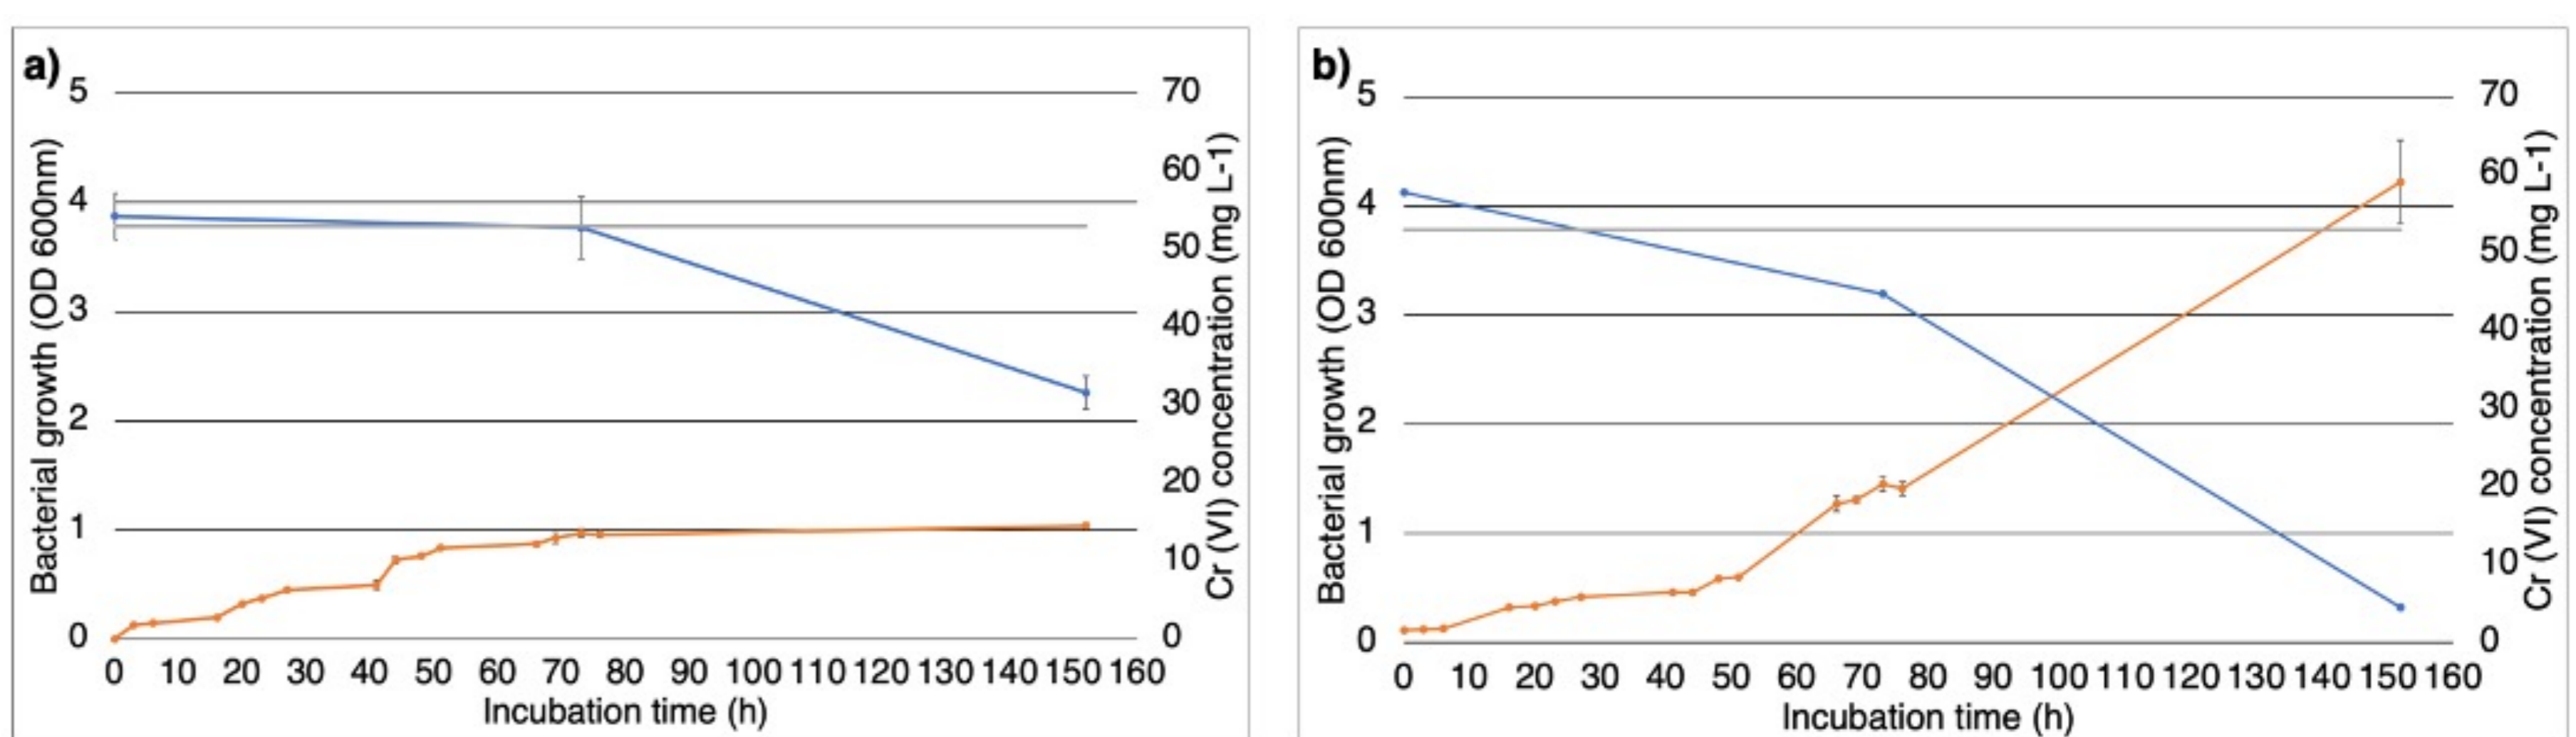 a)
Bacterial growth (OD 600nm)
5
4
3
2
1
0
70
60
50
40
30
20
10
0
Cr (VI) concentration (mg L-1)
0 10 20 30 40 50 60 70 80 90 100 110 120 130 140 150 160
Incubation time (h)
b)
Bacterial growth (OD 600nm)
5
4
3
2
1
0
70
60
50
40
30
20
10
0
Cr (VI) concentration (mg L-1)
0 10 20 30 40 50 60 70 80 90 100 110 120 130 140 150 160
Incubation time (h)